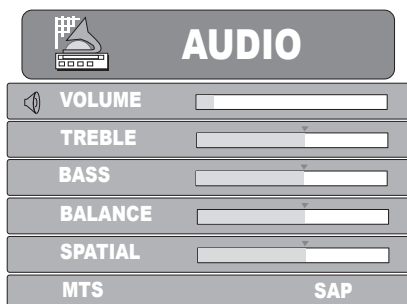 AUDIO
VOLUME
TREBLE
BASS
BALANCE
SPATIAL
MTS SAP